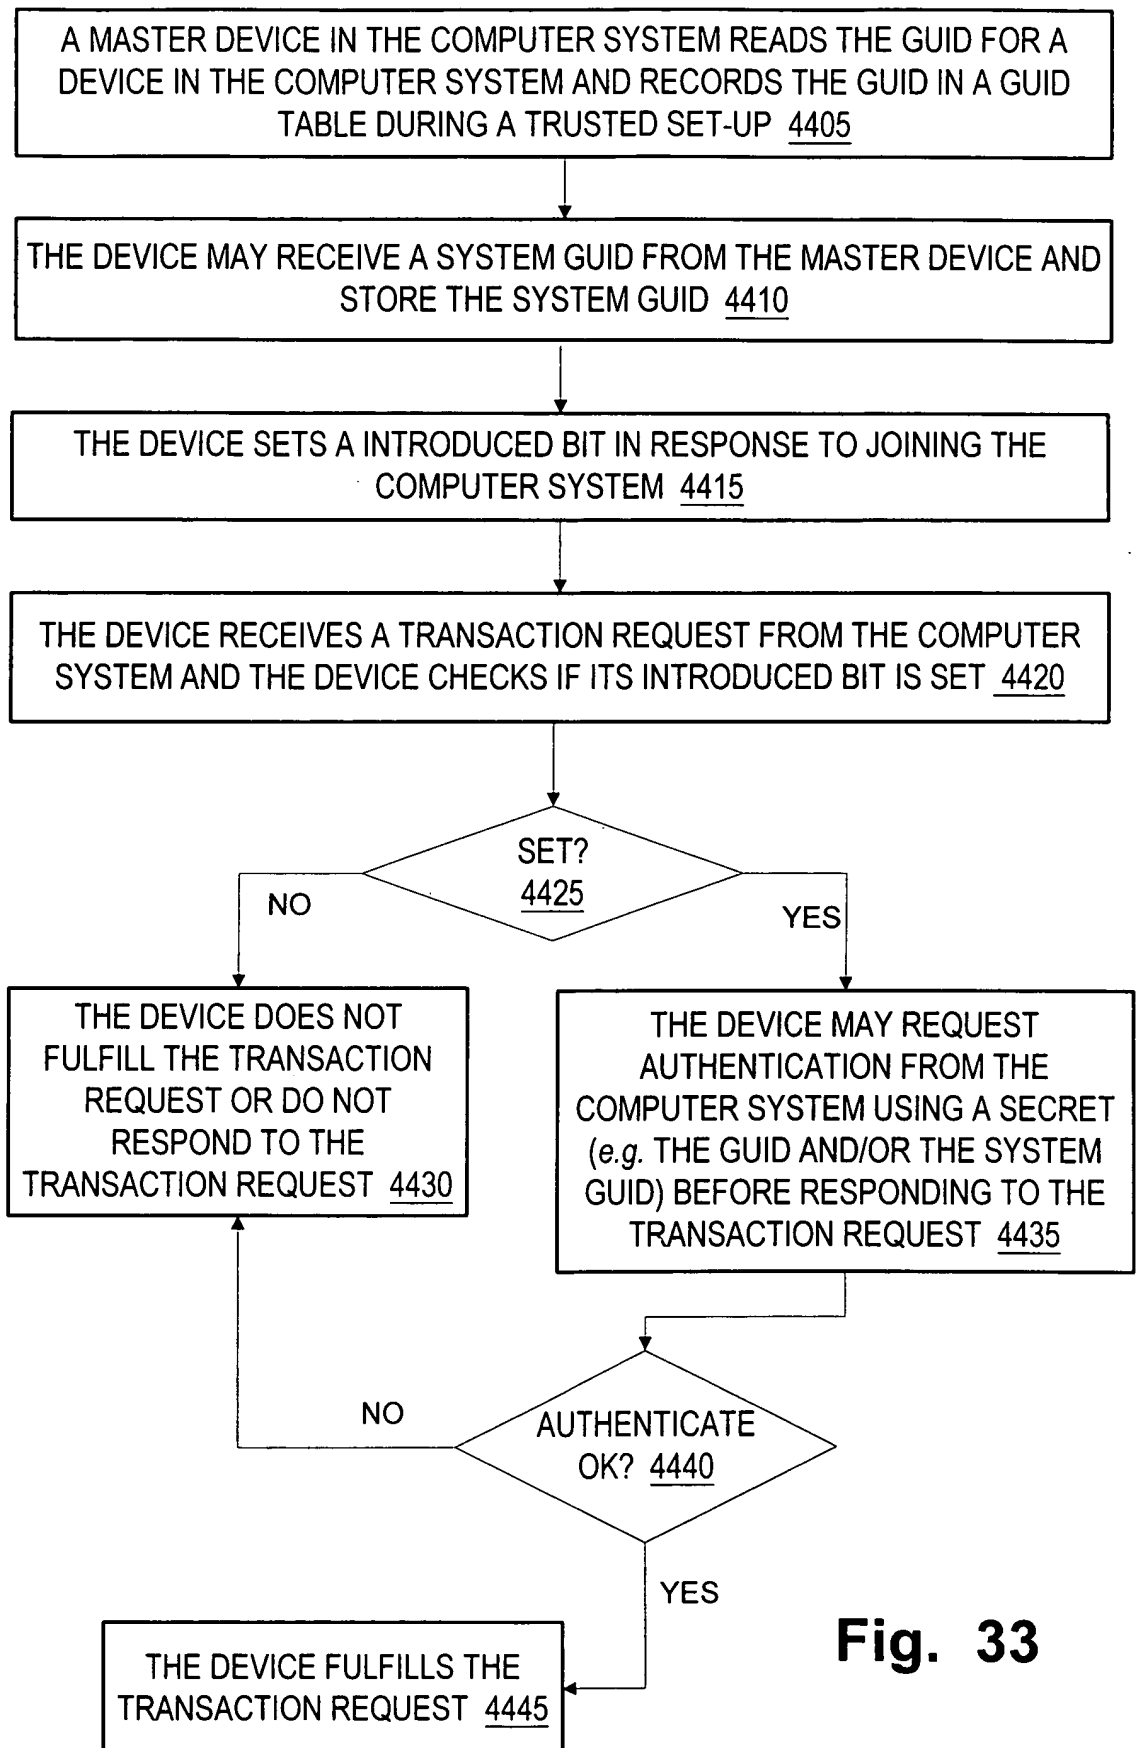 A MASTER DEVICE IN THE COMPUTER SYSTEM READS THE GUID FOR A
DEVICE IN THE COMPUTER SYSTEM AND RECORDS THE GUID IN A GUID
TABLE DURING A TRUSTED SET-UP 4405
THE DEVICE MAY RECEIVE A SYSTEM GUID FROM THE MASTER DEVICE AND
STORE THE SYSTEM GUID 4410
THE DEVICE SETS A INTRODUCED BIT IN RESPONSE TO JOINING THE
COMPUTER SYSTEM 4415
THE DEVICE RECEIVES A TRANSACTION REQUEST FROM THE COMPUTER
SYSTEM AND THE DEVICE CHECKS IF ITS INTRODUCED BIT IS SET 4420
SET?
4425
NO
YES
THE DEVICE DOES NOT
FULFILL THE TRANSACTION
REQUEST OR DO NOT
RESPOND TO THE
TRANSACTION REQUEST 4430
THE DEVICE MAY REQUEST
AUTHENTICATION FROM THE
COMPUTER SYSTEM USING A SECRET
(e.g. THE GUID AND/OR THE SYSTEM
GUID) BEFORE RESPONDING TO THE
TRANSACTION REQUEST 4435
NO
AUTHENTICATE
OK? 4440
YES
THE DEVICE FULFILLS THE
TRANSACTION REQUEST 4445
Fig. 33